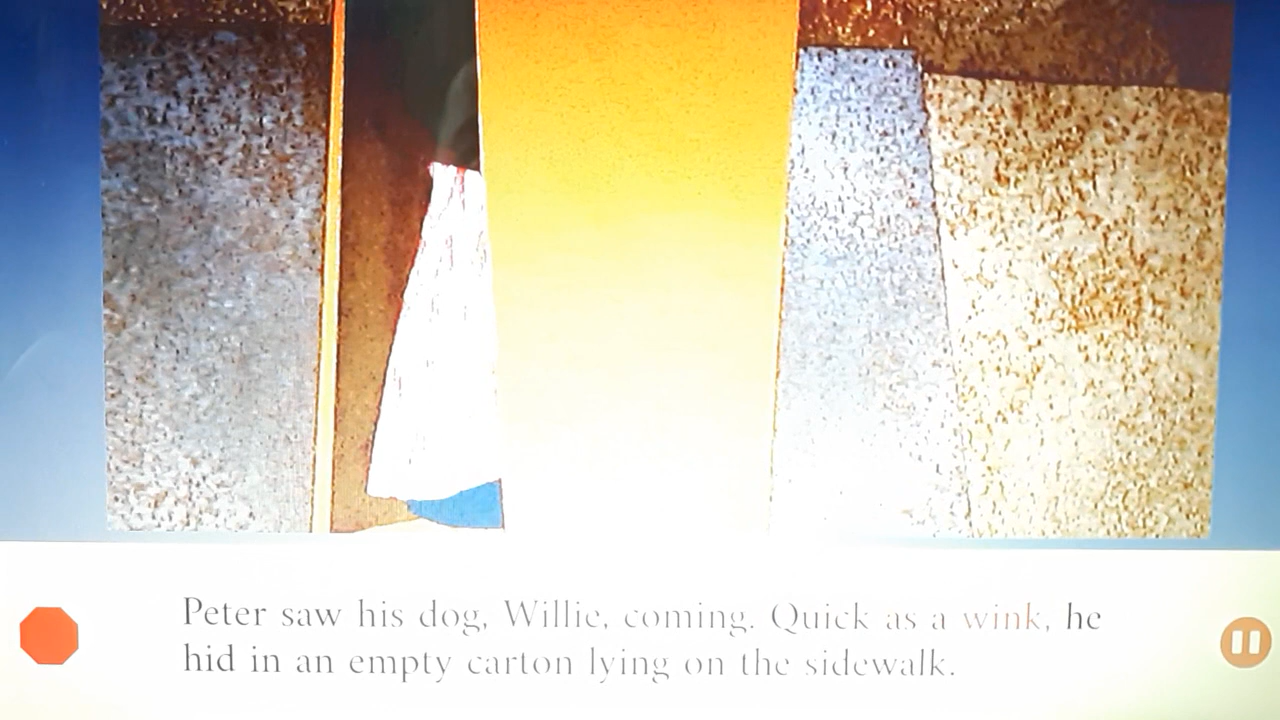 Peter saw his dog, Willie, coming. Quick as a wink, he
hid in an empty carton lying on the sidewalk.